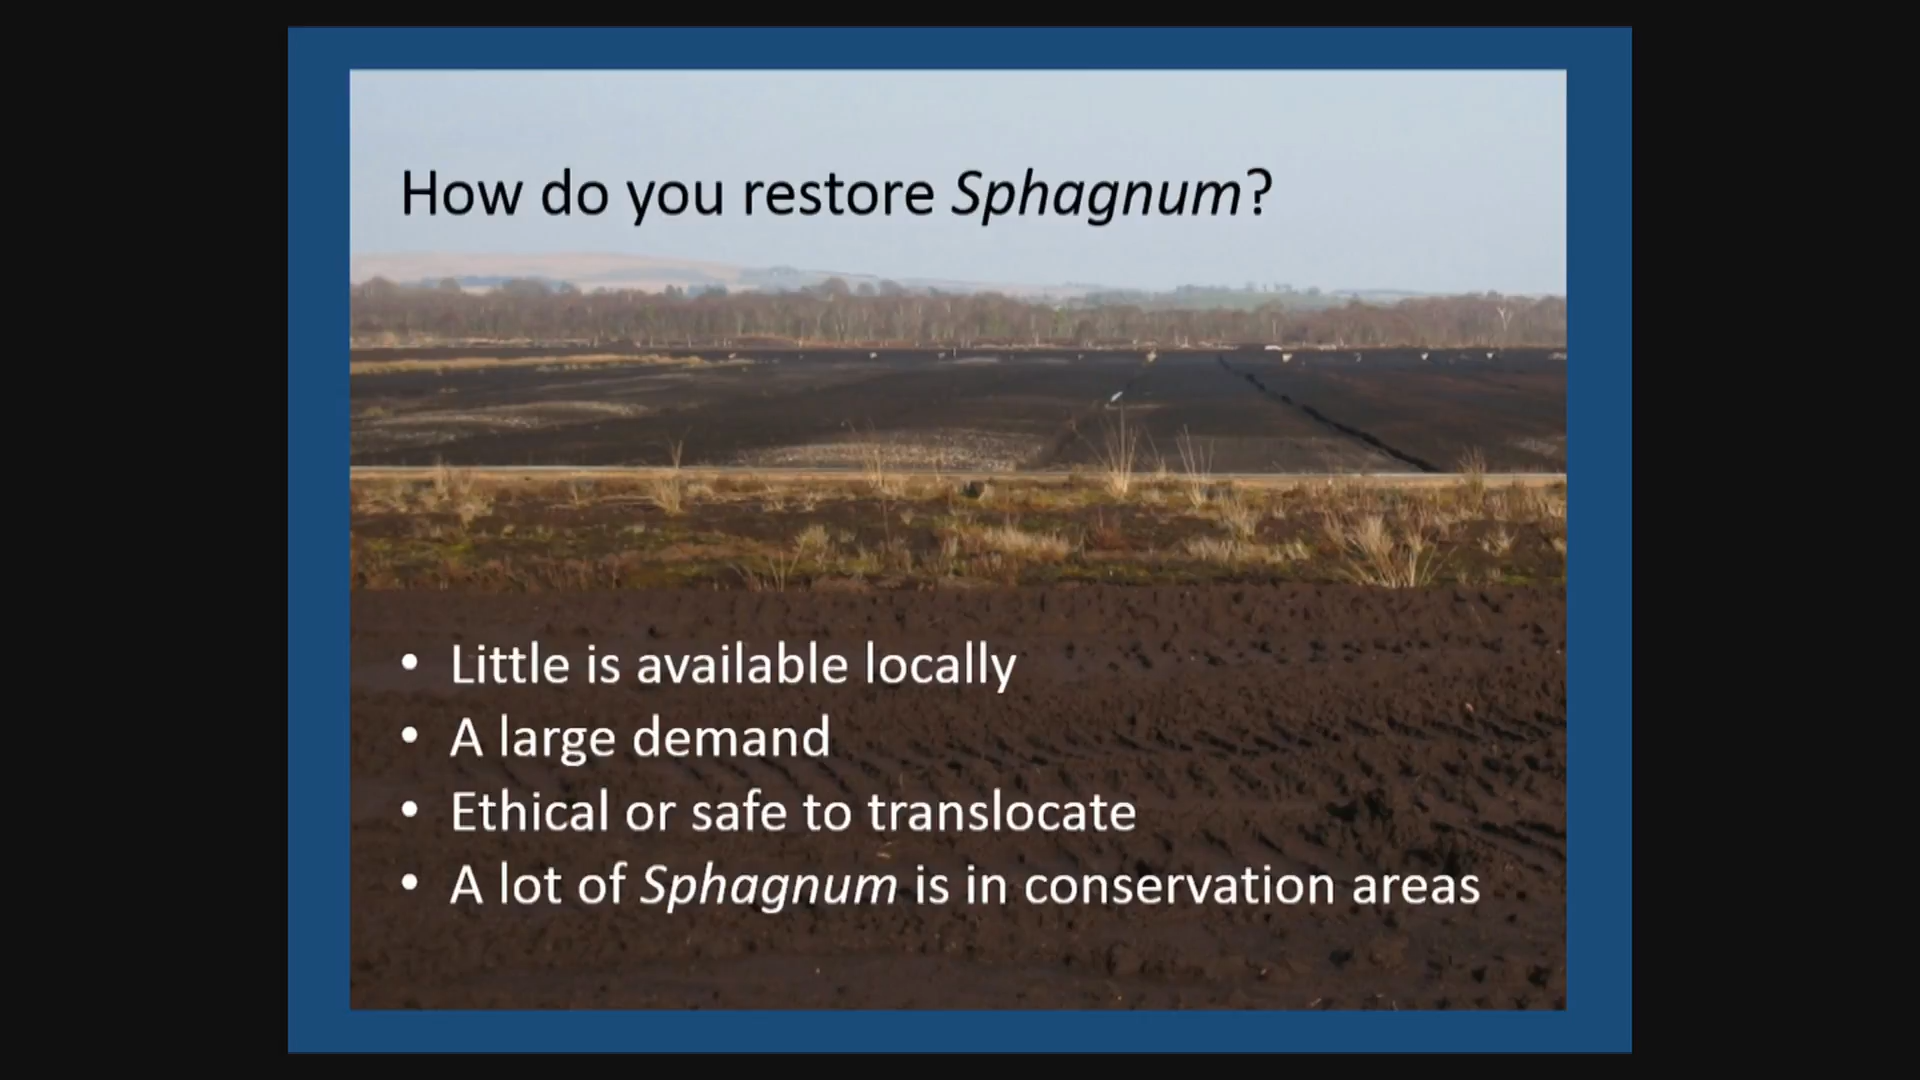 How do you restore Sphagnum?
• Little is available locally
• A large demand
• Ethical or safe to translocate
• A lot of Sphagnum is in conservation areas